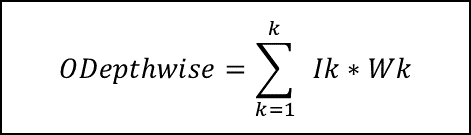 k
ODepthwise = ∑ Ik * Wk
k=1